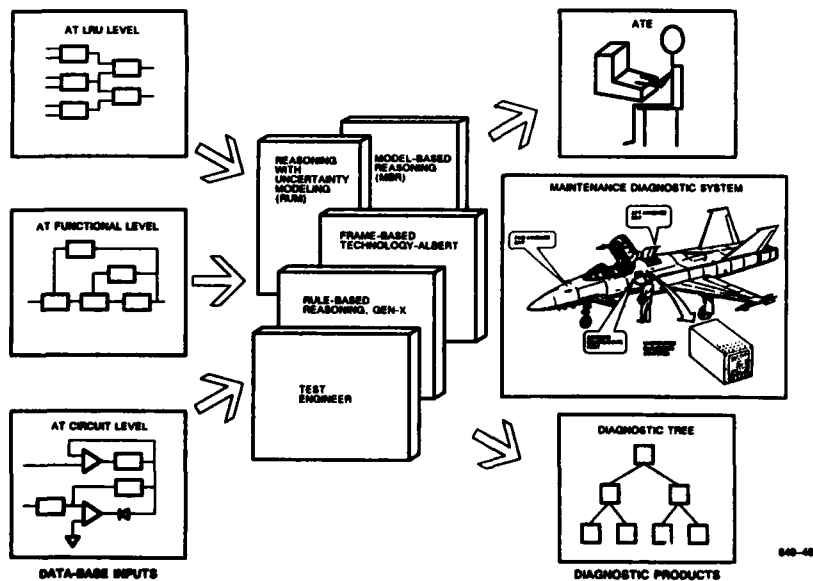 AT LRU LEVEL
AT FUNCTIONAL LEVEL
AT CIRCUIT LEVEL
DATA-BASE INPUTS
REASONING
WITH
UNCERTAINTY
MODELING
(RUM)
MODEL-BASED
REASONING
(MBR)
FRAME-BASED
TECHNOLOGY-ALBERT
RULE-BASED
REASONING, GEN-X
TEST
ENGINEER
ATE
MAINTENANCE DIAGNOSTIC SYSTEM
DIAGNOSTIC TREE
DIAGNOSTIC PRODUCTS